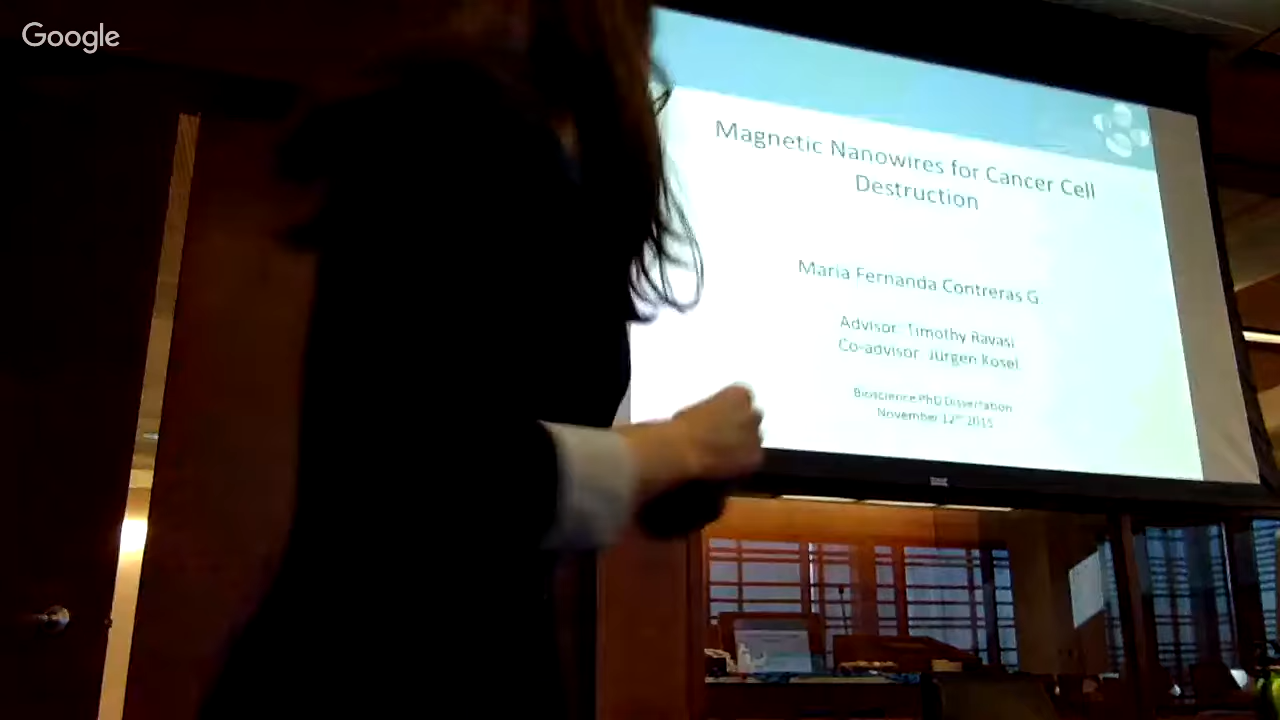 Google
Magnetic Nanowires for Cancer Cell
Destruction
Maria Fernanda Contreras G
Advisor: Timothy Ravasi
Co-advisor: Jürgen Kosel
Bioscience PhD Dissertation
November 12th 2015